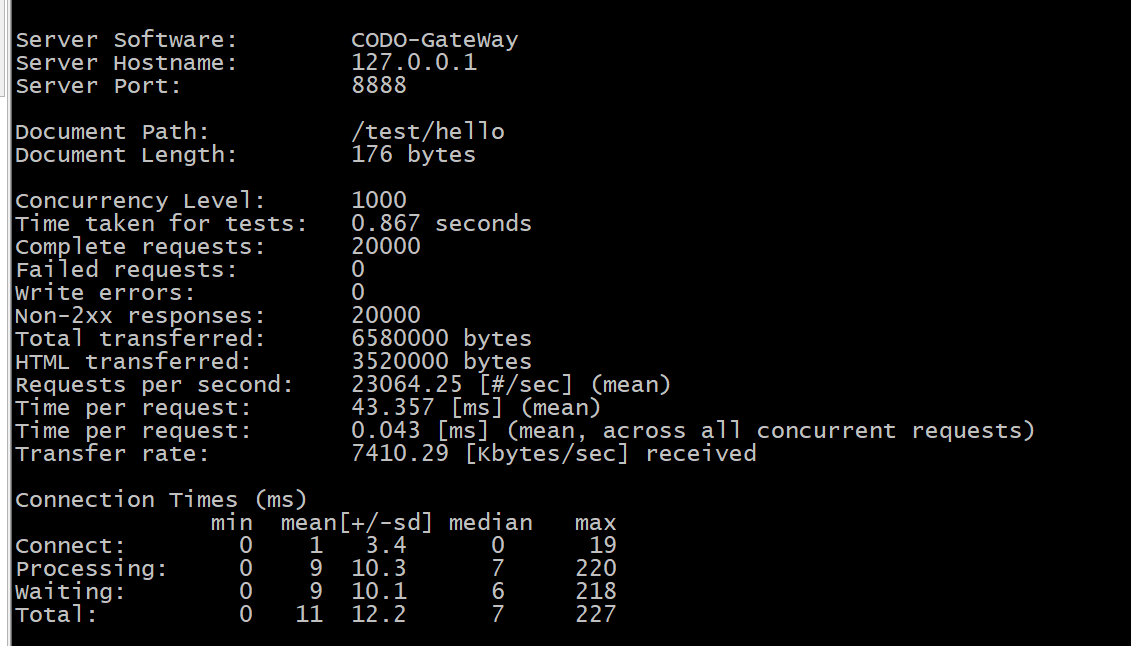 Server Software: CODO-GateWay
Server Hostname: 127.0.0.1
Server Port: 8888
Document Path: /test/hello
Document Length: 176 bytes
Concurrency Level: 1000
Time taken for tests: 0.867 seconds
Complete requests: 20000
Failed requests: 0
Write errors: 0
Non-2xx responses: 20000
Total transferred: 6580000 bytes
HTML transferred: 3520000 bytes
Requests per second: 23064.25 [#/sec] (mean)
Time per request: 43.357 [ms] (mean)
Time per request: 0.043 [ms] (mean, across all concurrent requests)
Transfer rate: 7410.29 [Kbytes/sec] received
Connection Times (ms)
min mean[+/-sd] median max
Connect: 0 1 3.4 0 19
Processing: 0 9 10.3 7 220
Waiting: 0 9 10.1 6 218
Total: 0 11 12.2 7 227